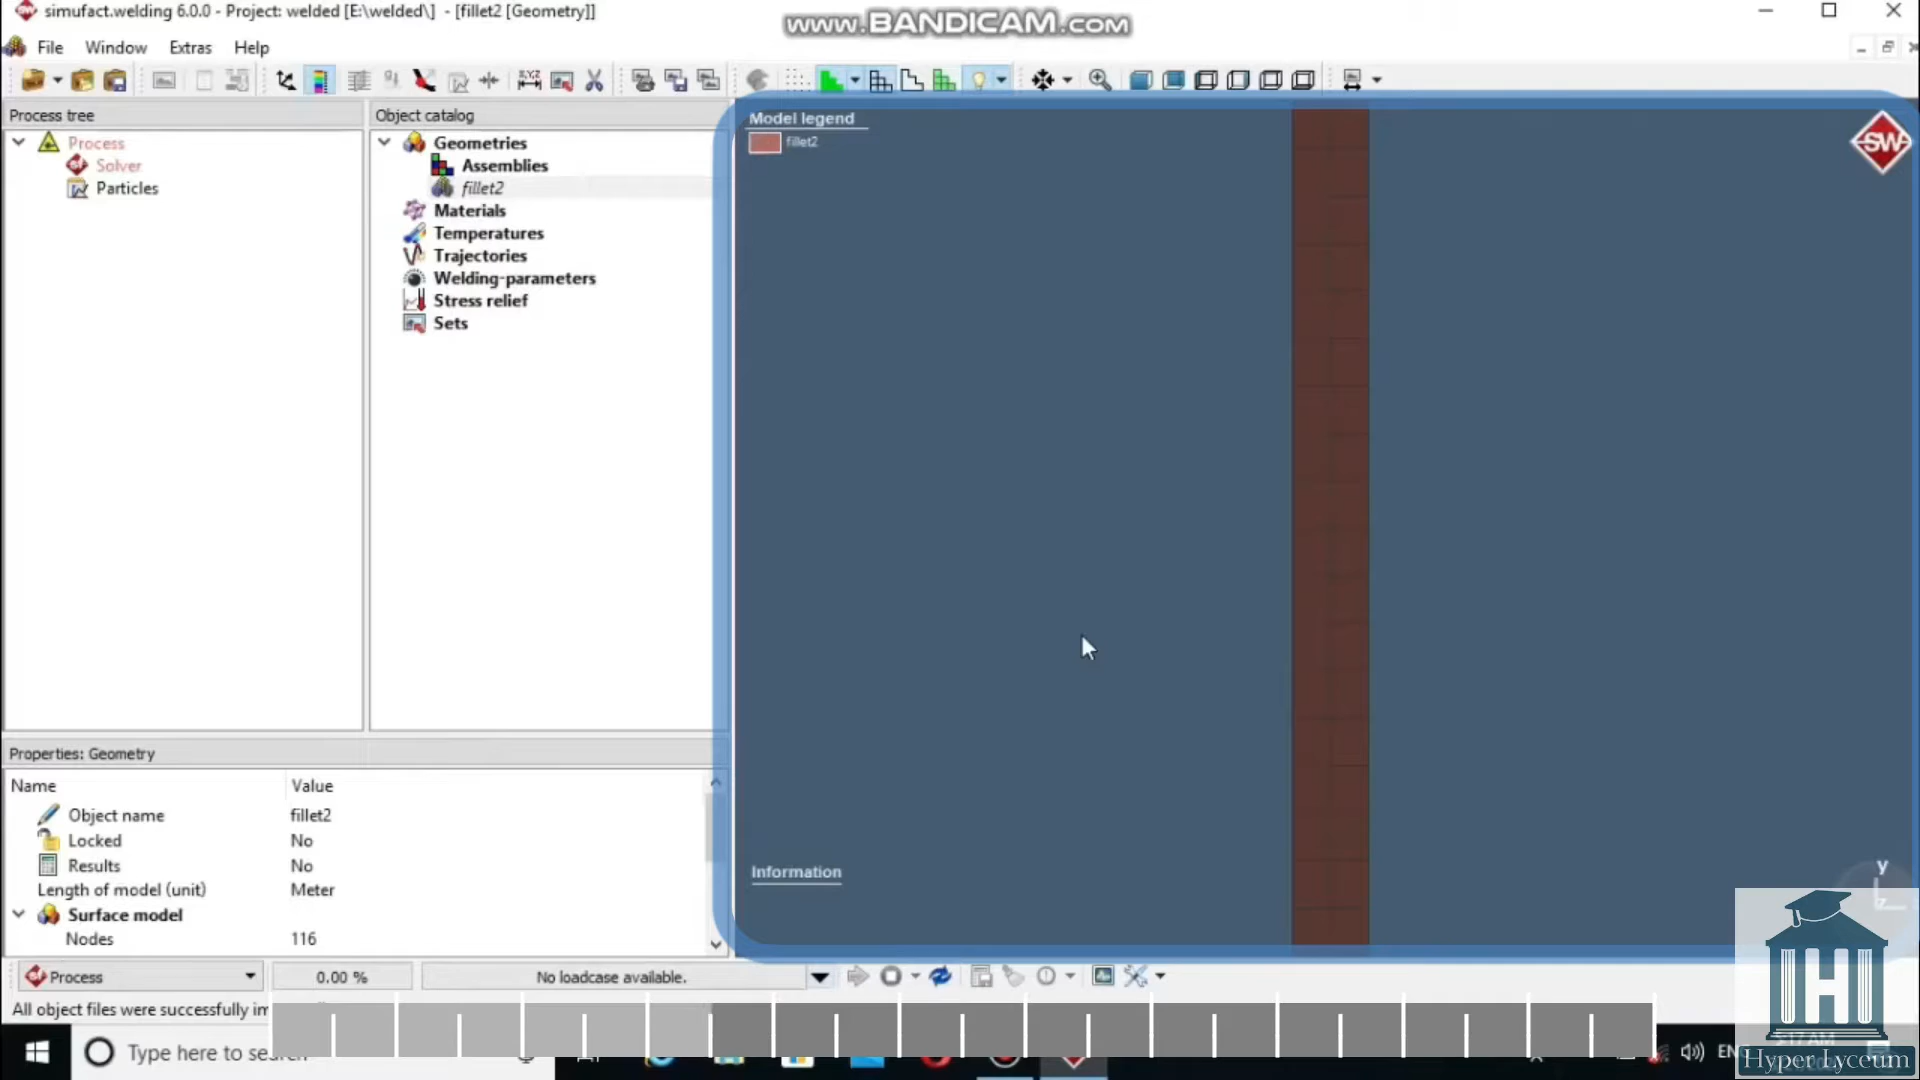 simufact.welding 6.0.0 - Project: welded [E:\welded\] - [fillet2 [Geometry]]
www.BANDICAM.com
File Window Extras Help
Process tree
Object catalog
Process
Solver
Particles
Geometries
Assemblies
fillet2
Materials
Temperatures
Trajectories
Welding-parameters
Stress relief
Sets
Model legend
fillet2
SW
Information
y
z
Properties: Geometry
Name Value
Object name fillet2
Locked No
Results No
Length of model (unit) Meter
Surface model
Nodes 116
Process 0.00 % No loadcase available.
All object files were successfully im
Type here to search
Hyper Lyceum